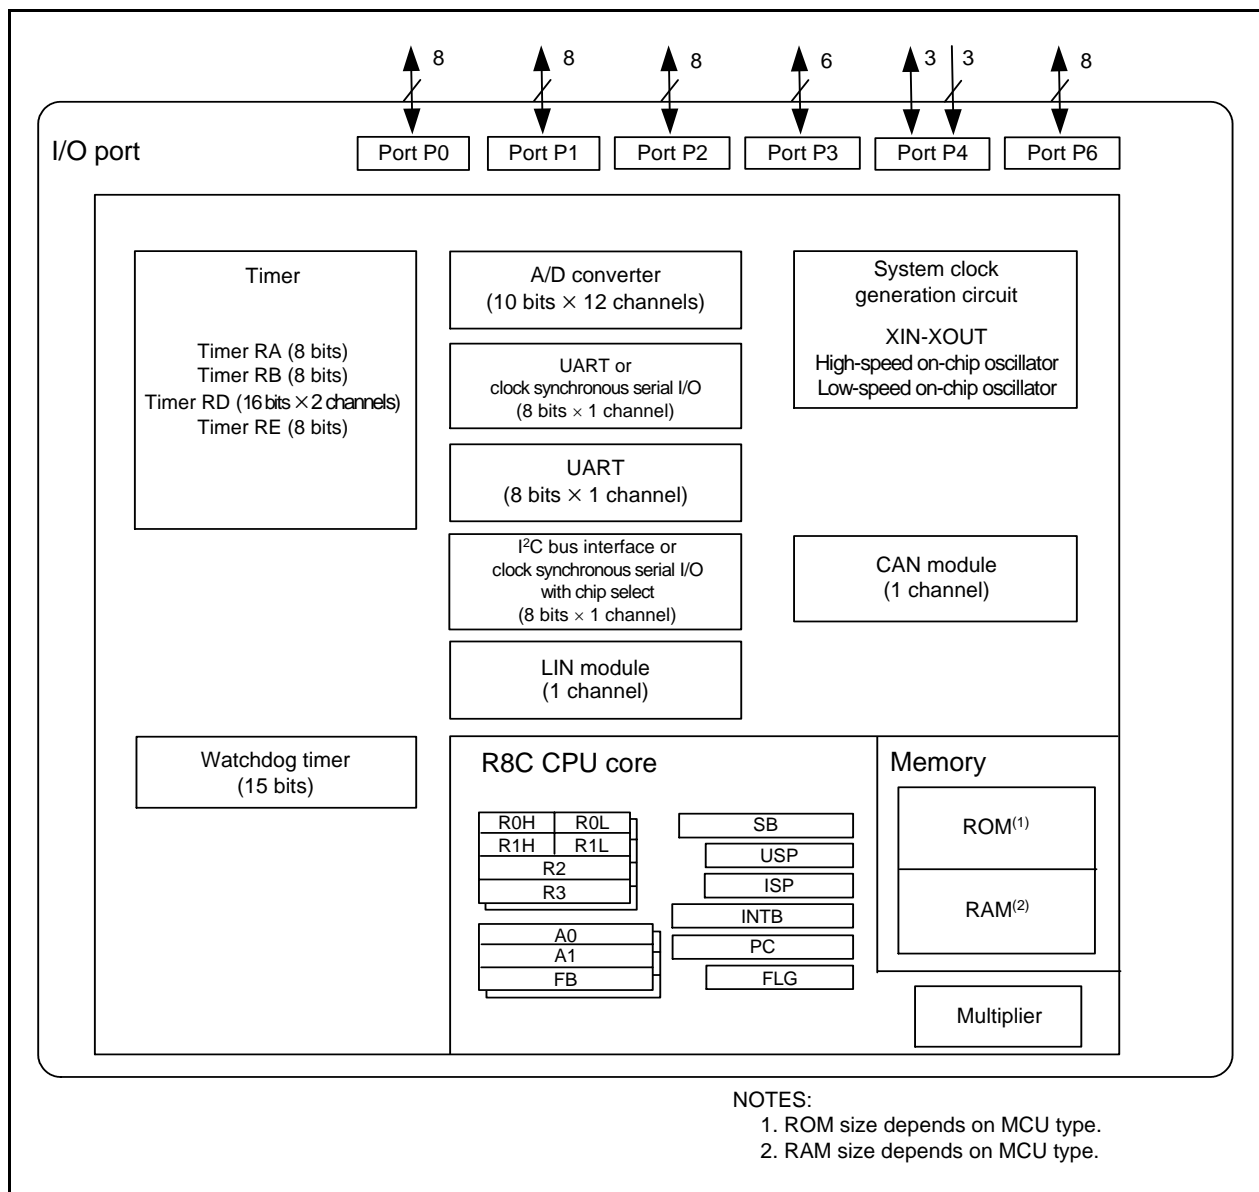 8 8 8 6 3 3 8
I/O port
Port P0 Port P1 Port P2 Port P3 Port P4 Port P6
Timer
Timer RA (8 bits)
Timer RB (8 bits)
Timer RD (16 bits × 2 channels)
Timer RE (8 bits)
A/D converter
(10 bits × 12 channels)
UART or
clock synchronous serial I/O
(8 bits × 1 channel)
UART
(8 bits × 1 channel)
I²C bus interface or
clock synchronous serial I/O
with chip select
(8 bits × 1 channel)
LIN module
(1 channel)
System clock
generation circuit
XIN-XOUT
High-speed on-chip oscillator
Low-speed on-chip oscillator
CAN module
(1 channel)
Watchdog timer
(15 bits)
R8C CPU core
R0H R0L
R1H R1L
R2
R3
A0
A1
FB
SB
USP
ISP
INTB
PC
FLG
Memory
ROM(1)
RAM(2)
Multiplier
NOTES:
1. ROM size depends on MCU type.
2. RAM size depends on MCU type.